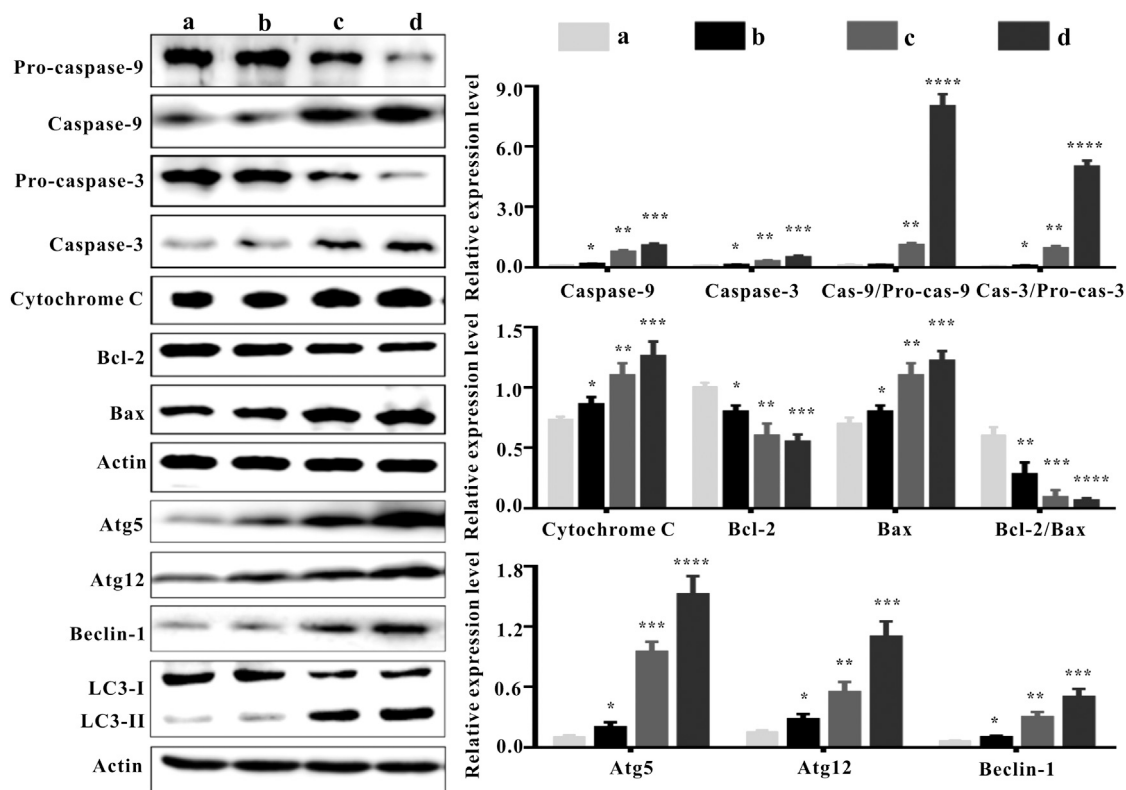 a b c d
Pro-caspase-9
Caspase-9
Pro-caspase-3
Caspase-3
Cytochrome C
Bcl-2
Bax
Actin
Atg5
Atg12
Beclin-1
LC3-I
LC3-II
Actin
a b c d
Relative expression level
9.0
6.0
3.0
0.0
* ** ***
* ** ***
** ****
* ** ****
Caspase-9 Caspase-3 Cas-9/Pro-cas-9 Cas-3/Pro-cas-3
Relative expression level
1.5
1.0
0.5
0.0
* ** ***
* ** ***
* ** ***
** *** ****
Cytochrome C Bcl-2 Bax Bcl-2/Bax
Relative expression level
1.8
1.2
0.6
0.0
* *** ****
* ** ***
* ** ***
Atg5 Atg12 Beclin-1